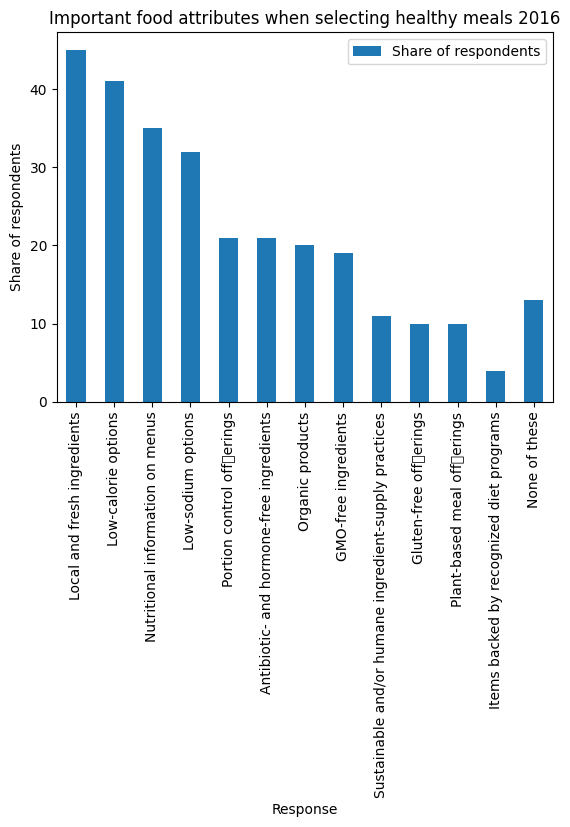 Important food attributes when selecting healthy meals 2016
Share of respondents
Share of respondents
40
30
20
10
0
Local and fresh ingredients
Low-calorie options
Nutritional information on menus
Low-sodium options
Portion control off▯erings
Antibiotic- and hormone-free ingredients
Organic products
GMO-free ingredients
Sustainable and/or humane ingredient-supply practices
Gluten-free off▯erings
Plant-based meal off▯erings
Items backed by recognized diet programs
None of these
Response